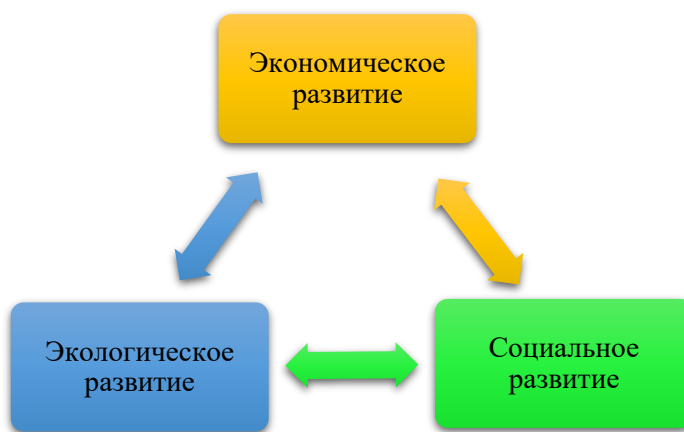 Экономическое
развитие
Экологическое
развитие
Социальное
развитие